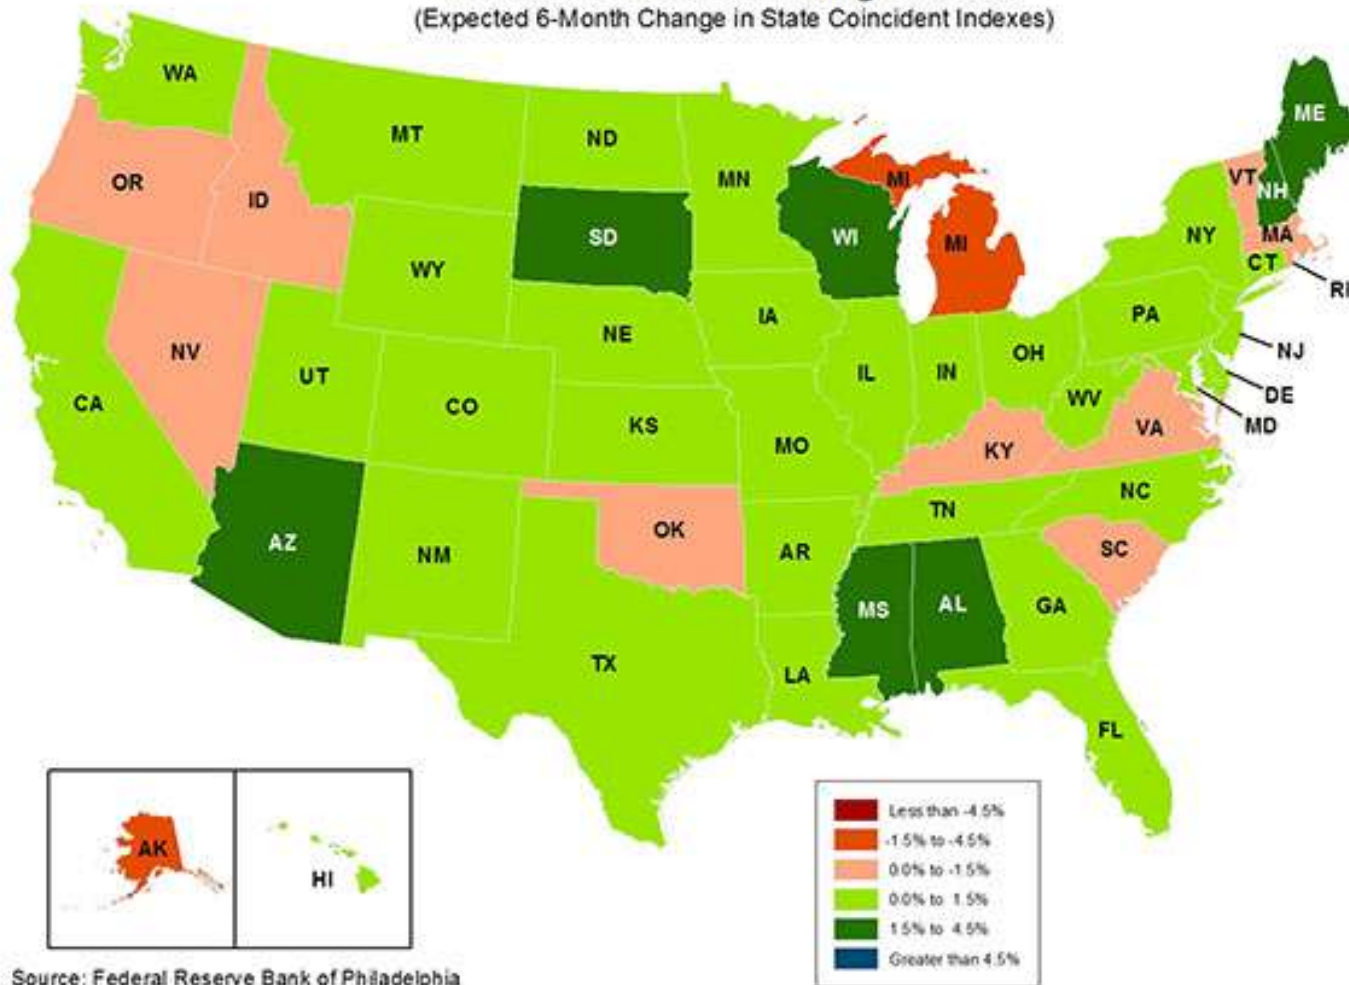 (Expected 6-Month Change in State Coincident Indexes)
WA
MT
ND
MN
ME
OR
ID
SD
WI
MI
MI
VT
NH
NY
MA
CT
RI
WY
IA
PA
NE
NV
UT
CO
IL
IN
OH
NJ
CA
KS
MO
WV
DE
MD
KY
VA
AZ
NM
OK
AR
TN
NC
SC
MS
AL
GA
TX
LA
FL
AK
HI
Less than -4.5%
-1.5% to -4.5%
0.0% to -1.5%
0.0% to 1.5%
1.5% to 4.5%
Greater than 4.5%
Source: Federal Reserve Bank of Philadelphia